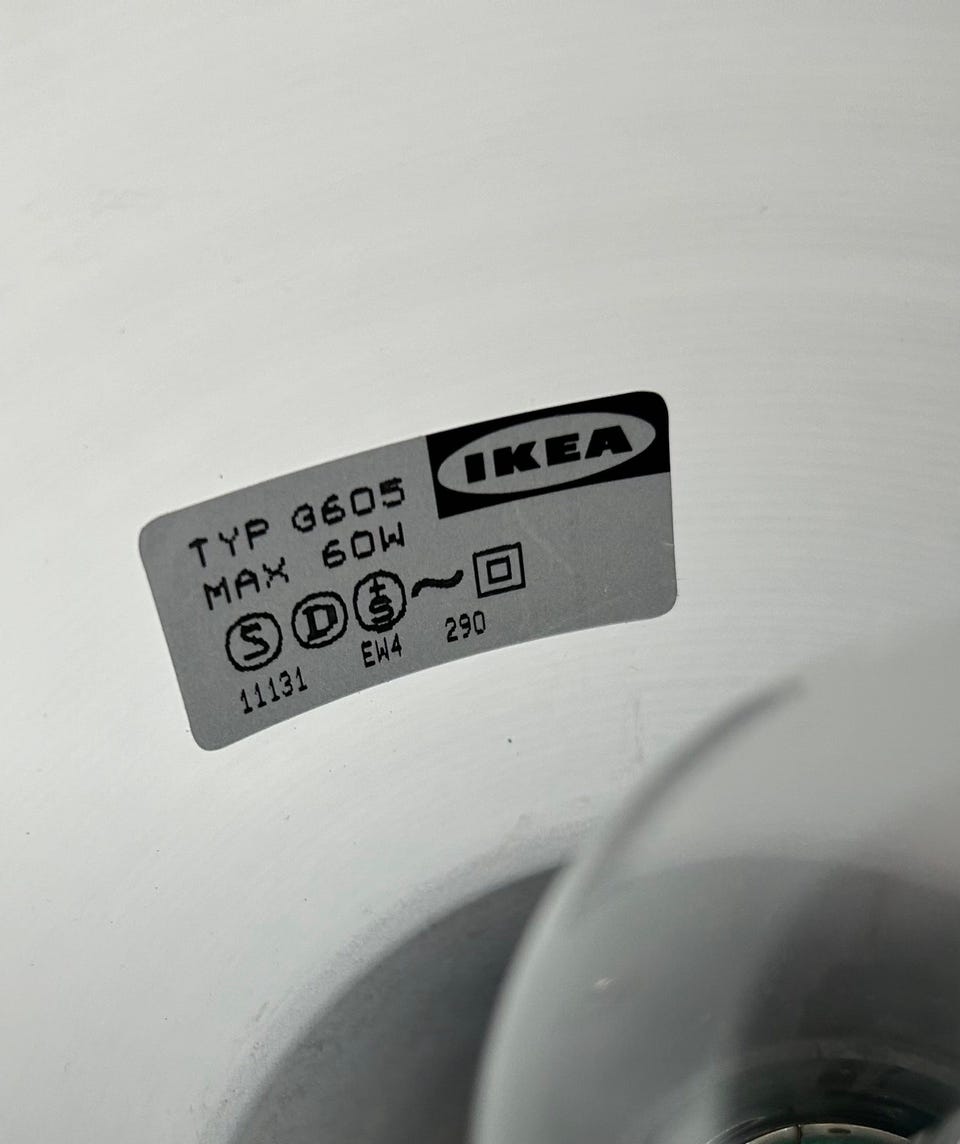 IKEA
TYP G605
MAX 60W
S D +S ~
11131 EW4 290